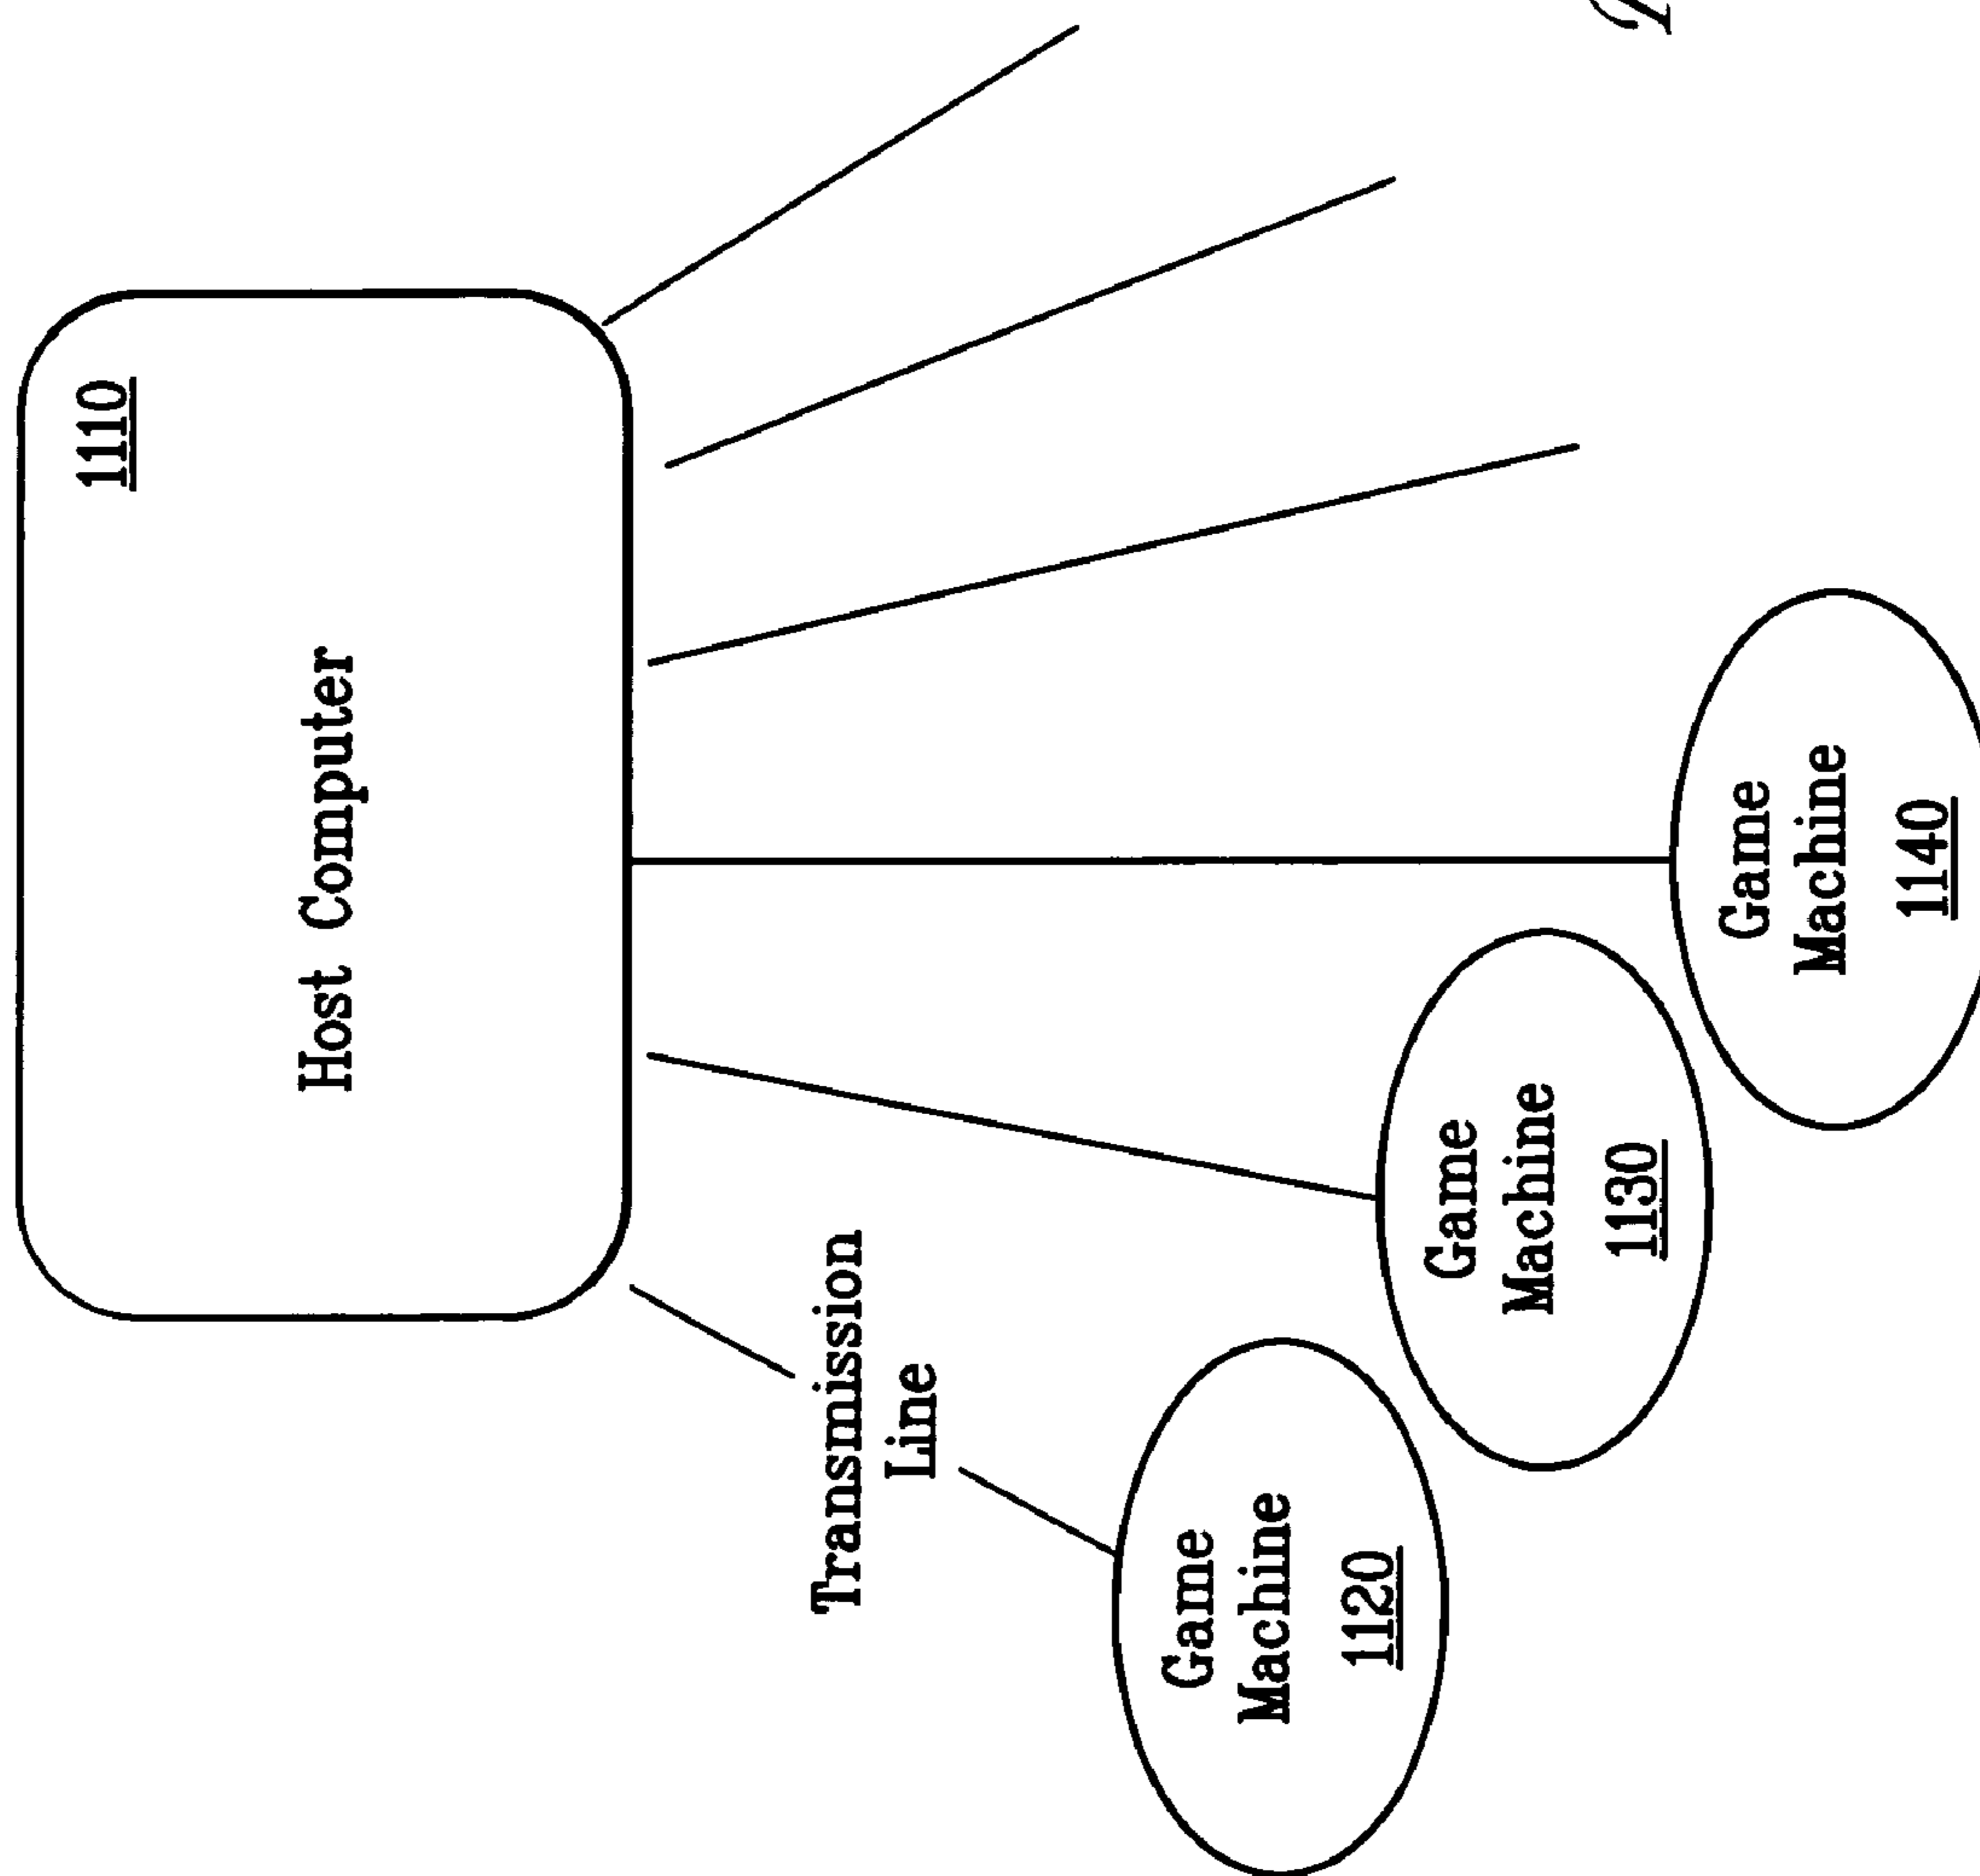 1110
Host Computer
Transmission
Line
Game
Machine
1120
Game
Machine
1130
Game
Machine
1140